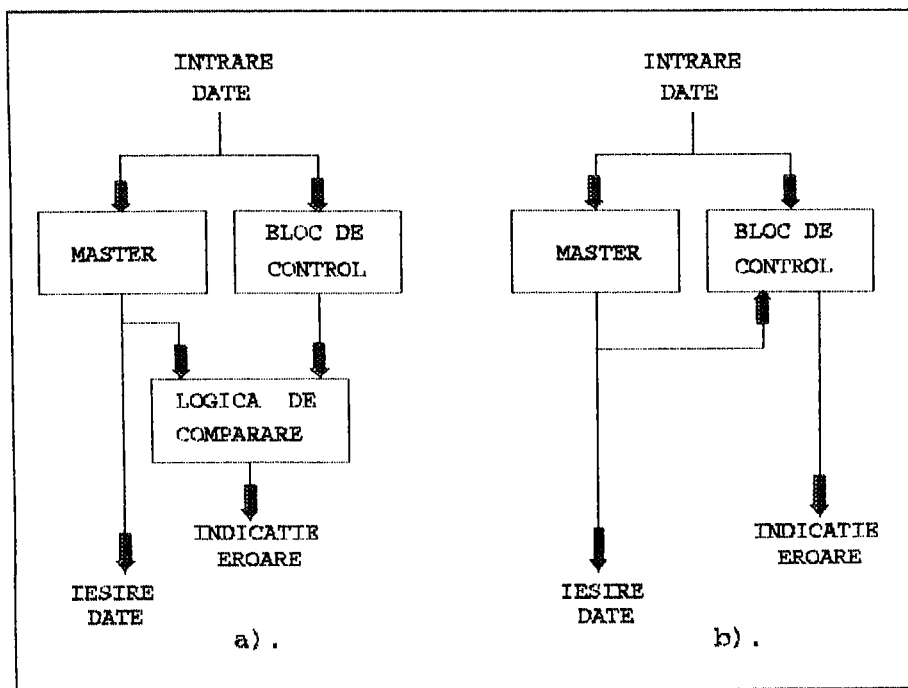 INTRARE
DATE
MASTER
BLOC DE
CONTROL
LOGICA DE
COMPARARE
INDICATIE
EROARE
IESIRE
DATE
a).
INTRARE
DATE
MASTER
BLOC DE
CONTROL
INDICATIE
EROARE
IESIRE
DATE
b).